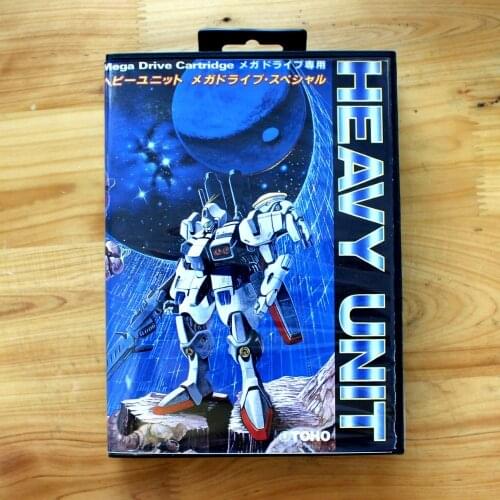 Mega Drive Cartridge メガドライブ専用
ヘビーユニット メガドライブ・スペシャル
HEAVY UNIT
TOHO